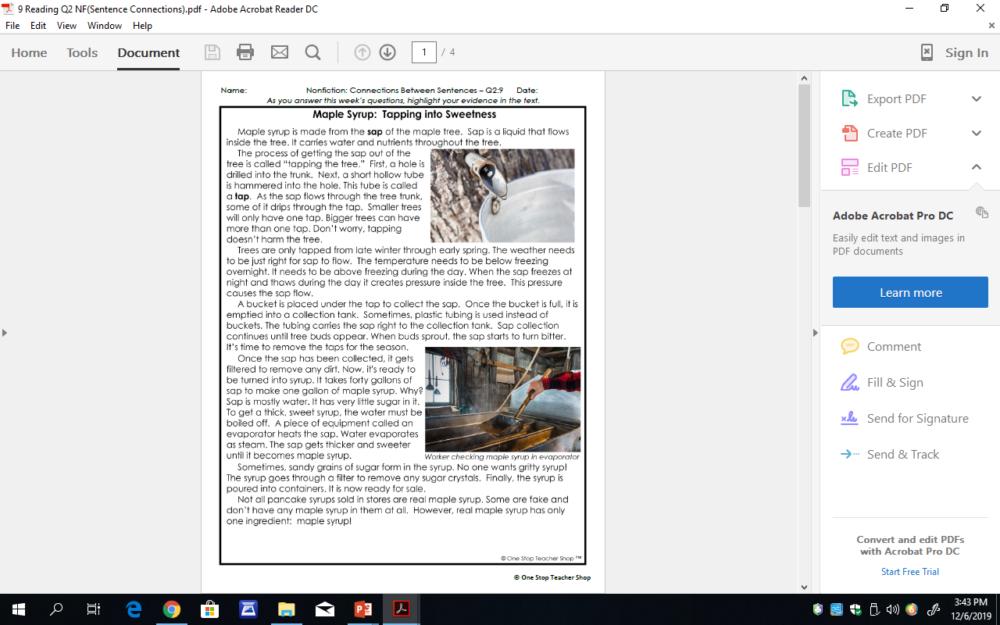 9 Reading Q2 NF(Sentence Connections).pdf - Adobe Acrobat Reader DC
File Edit View Window Help
Home Tools Document 1 / 4 Sign In
Name: Nonfiction: Connections Between Sentences – Q2:9 Date:
As you answer this week's questions, highlight your evidence in the text.
Maple Syrup: Tapping into Sweetness
Maple syrup is made from the sap of the maple tree. Sap is a liquid that flows
inside the tree. It carries water and nutrients throughout the tree.
The process of getting the sap out of the
tree is called "tapping the tree." First, a hole is
drilled into the trunk. Next, a short hollow tube
is hammered into the hole. This tube is called
a tap. As the sap flows through the tree trunk,
some of it drips through the tap. Smaller trees
will only have one tap. Bigger trees can have
more than one tap. Don't worry, tapping
doesn't harm the tree.
Trees are only tapped from late winter through early spring. The weather needs
to be just right for sap to flow. The temperature needs to be below freezing
overnight. It needs to be above freezing during the day. When the sap freezes at
night and thaws during the day it creates pressure inside the tree. This pressure
causes the sap flow.
A bucket is placed under the tap to collect the sap. Once the bucket is full, it is
emptied into a collection tank. Sometimes, plastic tubing is used instead of
buckets. The tubing carries the sap right to the collection tank. Sap collection
continues until tree buds appear. When buds sprout, the sap starts to turn bitter.
It's time to remove the taps for the season.
Once the sap has been collected, it gets
filtered to remove any dirt. Now, it's ready to
be turned into syrup. It takes forty gallons of
sap to make one gallon of maple syrup. Why?
Sap is mostly water. It has very little sugar in it.
To get a thick, sweet syrup, the water must be
boiled off. A piece of equipment called an
evaporator heats the sap. Water evaporates
as steam. The sap gets thicker and sweeter
until it becomes maple syrup.
Worker checking maple syrup in evaporator
Sometimes, sandy grains of sugar form in the syrup. No one wants gritty syrup!
The syrup goes through a filter to remove any sugar crystals. Finally, the syrup is
poured into containers. It is now ready for sale.
Not all pancake syrups sold in stores are real maple syrup. Some are fake and
don't have any maple syrup in them at all. However, real maple syrup has only
one ingredient: maple syrup!
© One Stop Teacher Shop ™
© One Stop Teacher Shop
Export PDF
Create PDF
Edit PDF
Adobe Acrobat Pro DC
Easily edit text and images in
PDF documents
Learn more
Comment
Fill & Sign
Send for Signature
Send & Track
Convert and edit PDFs
with Acrobat Pro DC
Start Free Trial
3:43 PM
12/6/2019